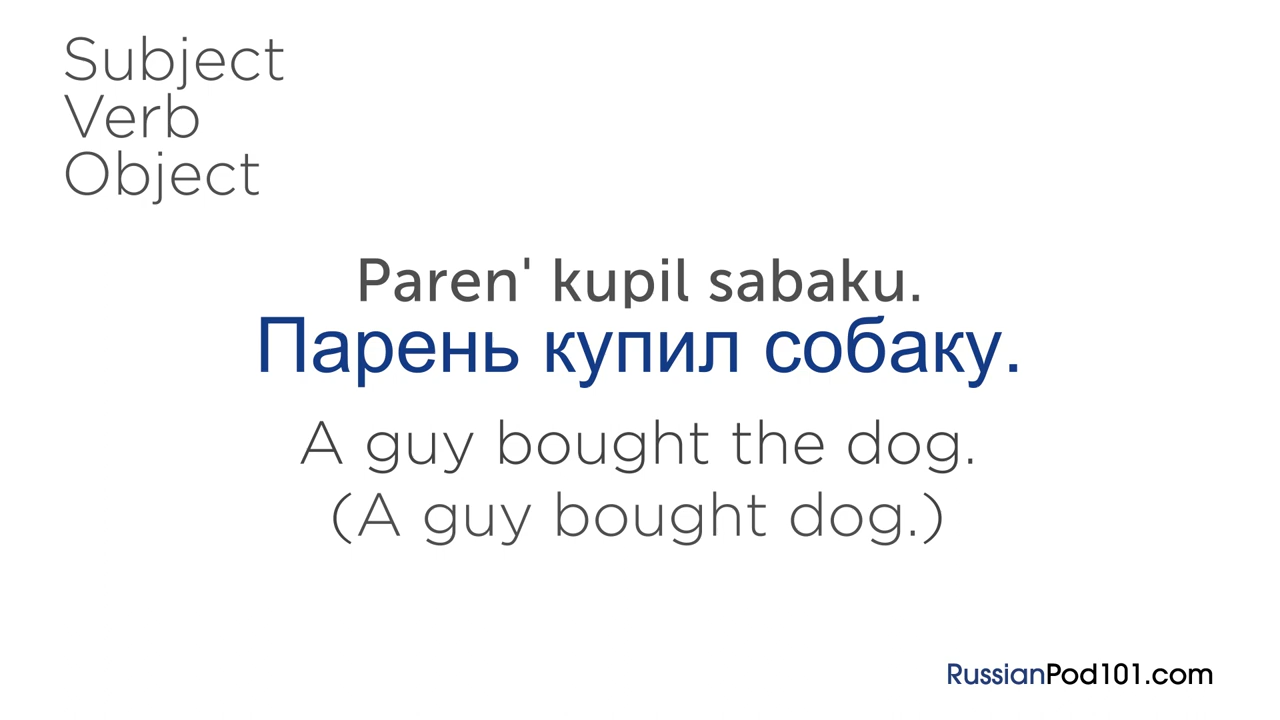 Subject
Verb
Object
Paren' kupil sabaku.
Парень купил собаку.
A guy bought the dog.
(A guy bought dog.)
RussianPod101.com